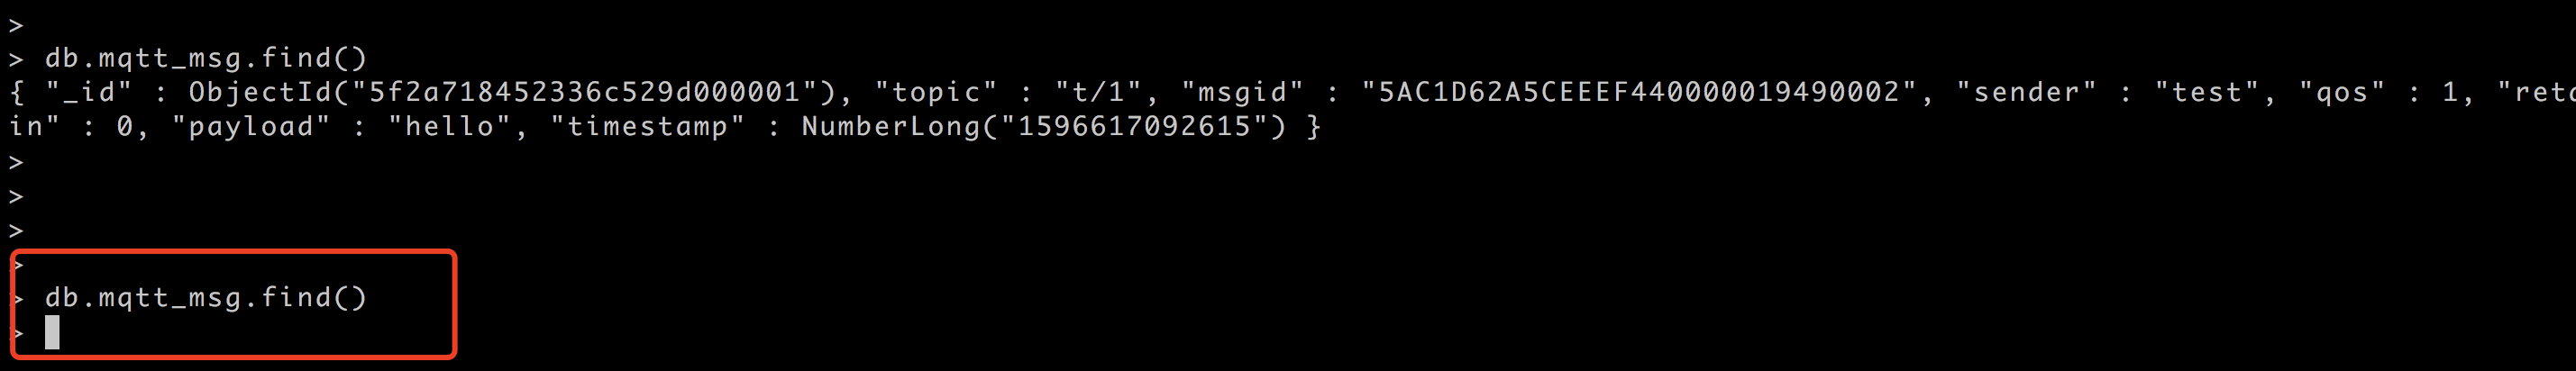 >
> db.mqtt_msg.find()
{ "_id" : ObjectId("5f2a718452336c529d000001"), "topic" : "t/1", "msgid" : "5AC1D62A5CEEEF440000019490002", "sender" : "test", "qos" : 1, "reta
in" : 0, "payload" : "hello", "timestamp" : NumberLong("1596617092615") }
>
>
>
>
> db.mqtt_msg.find()
>